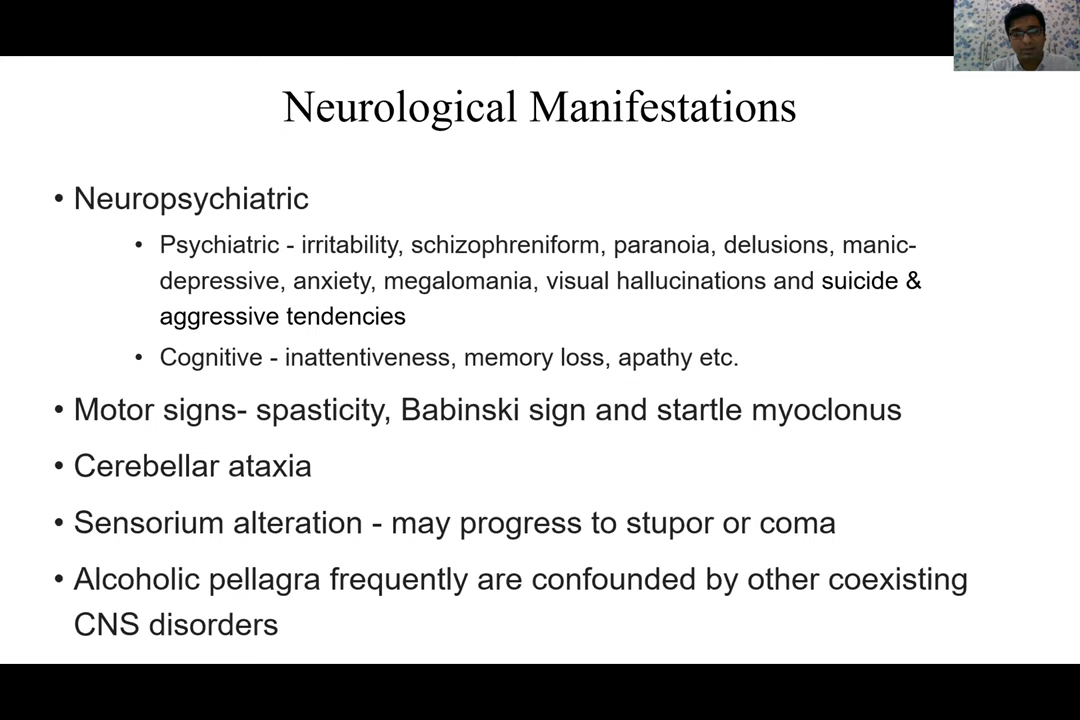 Neurological Manifestations
• Neuropsychiatric
• Psychiatric - irritability, schizophreniform, paranoia, delusions, manic-
depressive, anxiety, megalomania, visual hallucinations and suicide &
aggressive tendencies
• Cognitive - inattentiveness, memory loss, apathy etc.
• Motor signs- spasticity, Babinski sign and startle myoclonus
• Cerebellar ataxia
• Sensorium alteration - may progress to stupor or coma
• Alcoholic pellagra frequently are confounded by other coexisting
CNS disorders